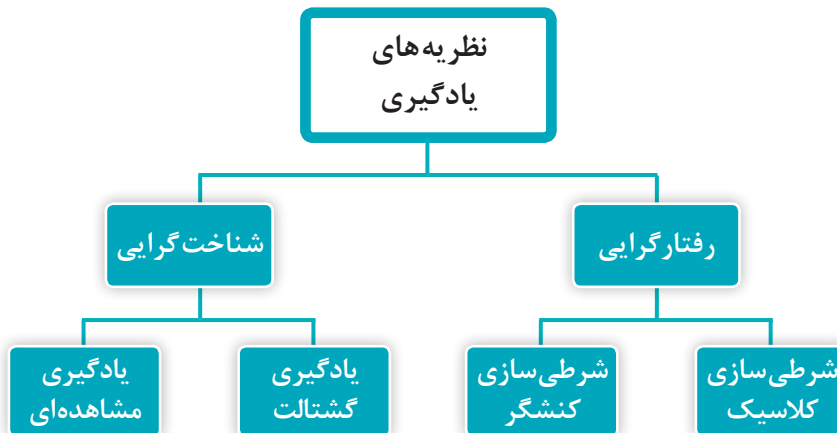 نظریه‌های
یادگیری
رفتارگرایی
شناخت‌گرایی
شرطی‌سازی
کلاسیک
شرطی‌سازی
کنشگر
یادگیری
گشتالت
یادگیری
مشاهده‌ای